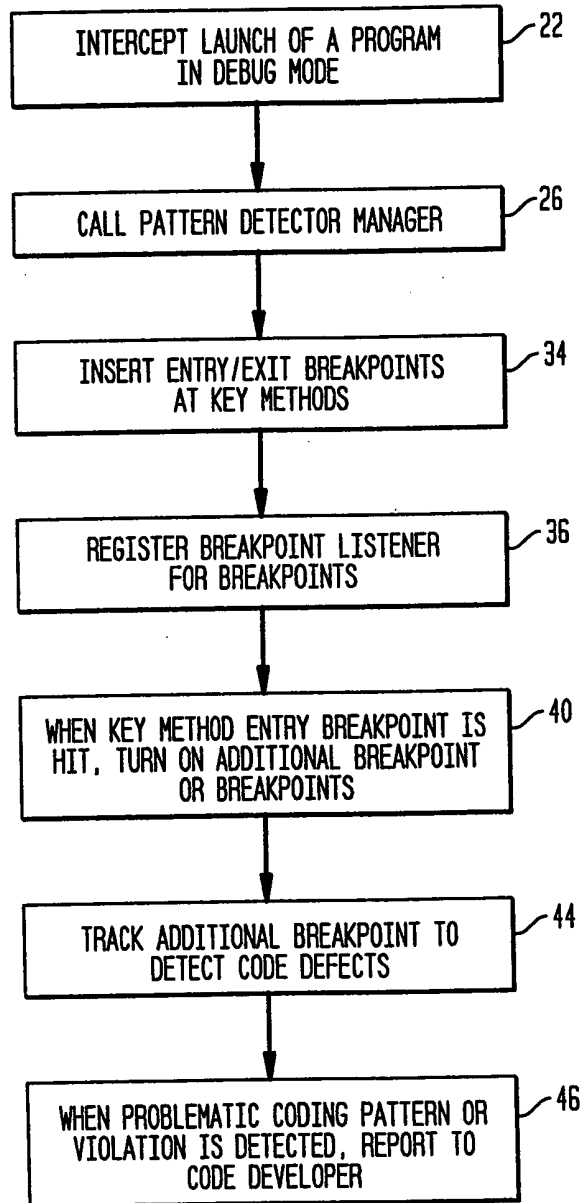 INTERCEPT LAUNCH OF A PROGRAM
IN DEBUG MODE
22
CALL PATTERN DETECTOR MANAGER
26
INSERT ENTRY/EXIT BREAKPOINTS
AT KEY METHODS
34
REGISTER BREAKPOINT LISTENER
FOR BREAKPOINTS
36
WHEN KEY METHOD ENTRY BREAKPOINT IS
HIT, TURN ON ADDITIONAL BREAKPOINT
OR BREAKPOINTS
40
TRACK ADDITIONAL BREAKPOINT TO
DETECT CODE DEFECTS
44
WHEN PROBLEMATIC CODING PATTERN OR
VIOLATION IS DETECTED, REPORT TO
CODE DEVELOPER
46